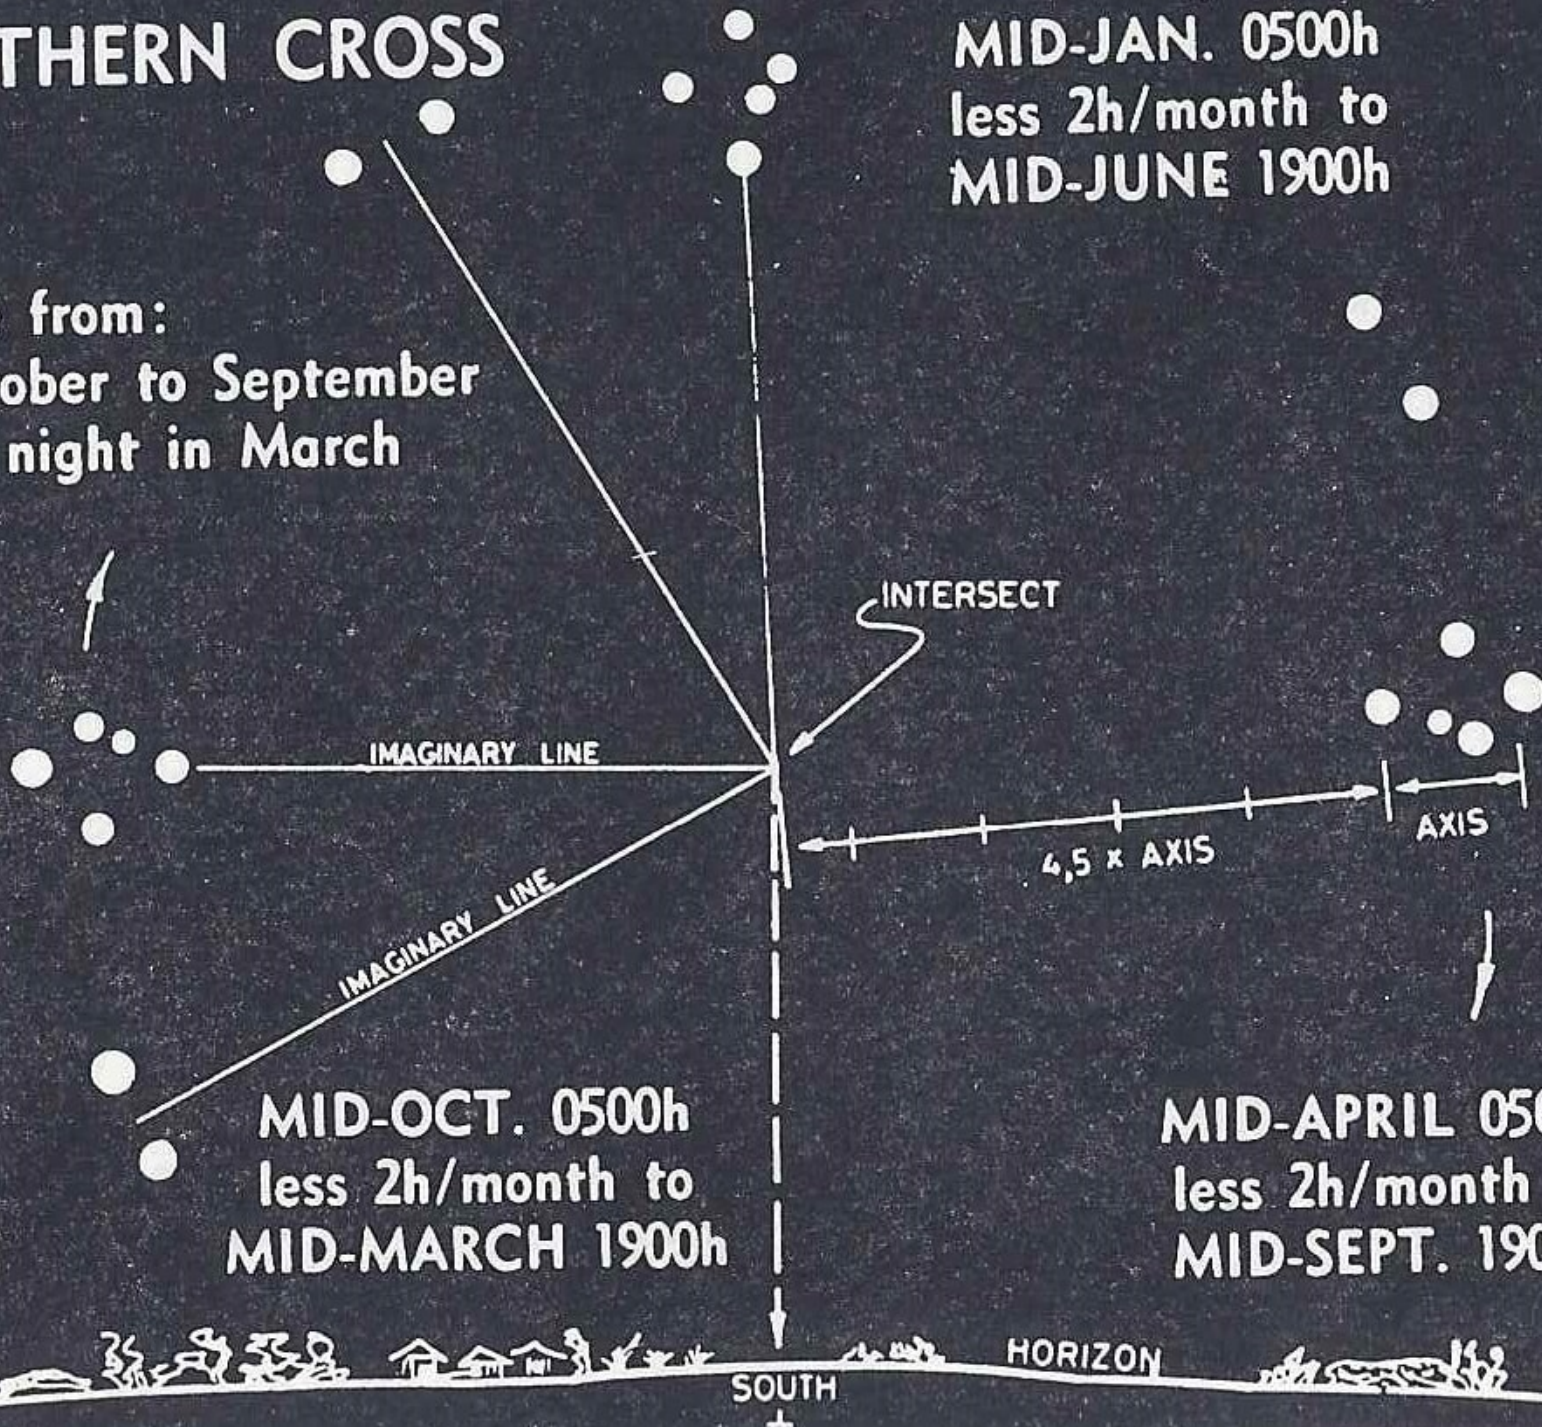 THERN CROSS
MID-JAN. 0500h
less 2h/month to
MID-JUNE 1900h
from:
ober to September
night in March
INTERSECT
IMAGINARY LINE
AXIS
4,5 x AXIS
IMAGINARY LINE
MID-OCT. 0500h
less 2h/month to
MID-MARCH 1900h
MID-APRIL 050
less 2h/month
MID-SEPT. 190
HORIZON
SOUTH